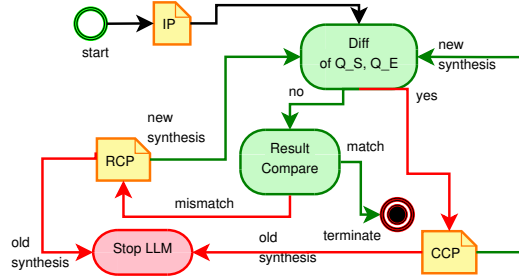 IP
start
Diff
of Q_S, Q_E
new
synthesis
no
yes
new
synthesis
Result
Compare
match
RCP
mismatch
terminate
old
synthesis
Stop LLM
old
synthesis
CCP